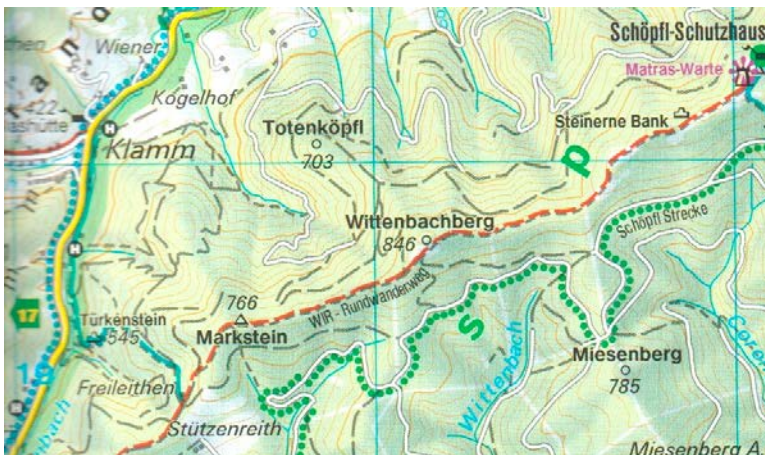 Schöpfl-Schutzhaus
Wiener
Matras-Warte
Kogelhof
422
Steinerne Bank
Totenköpfl
703
Klamm
p
H
Schöpfl Strecke
Wittenbachberg
846
H
WIR - Rundwanderweg
766
17
Türkenstein
545
Markstein
s
Wittenbach
Miesenberg
785
Freileithen
H
Stützenreith
Miesenberg A.